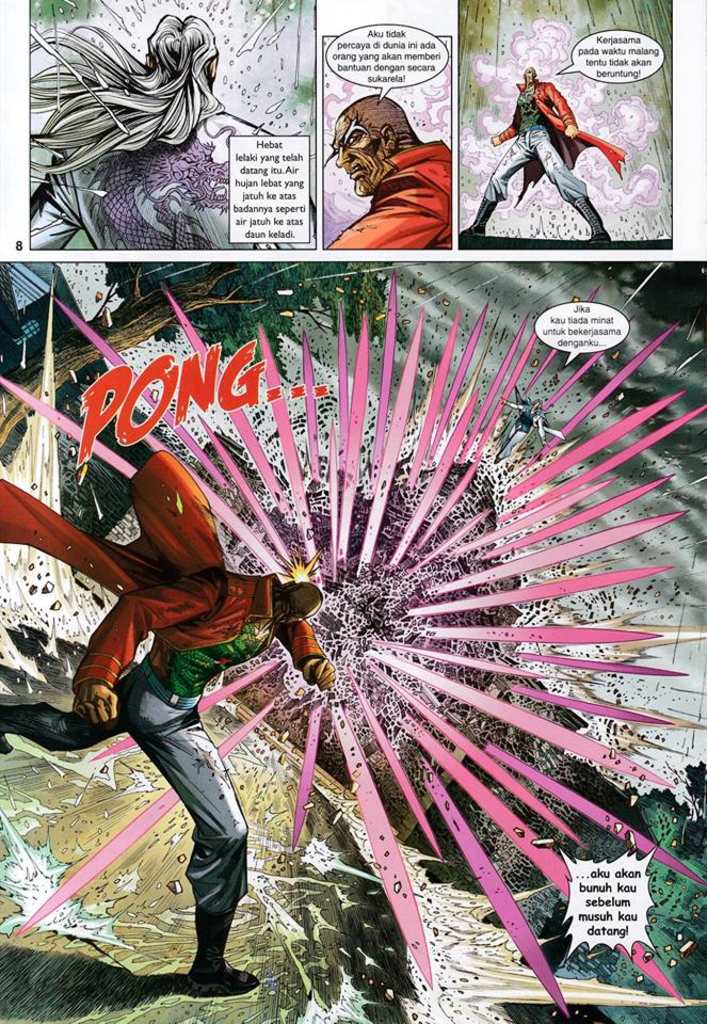 Hebat
lelaki yang telah
datang itu.Air
hujan lebat yang
jatuh ke atas
badannya seperti
air jatuh ke atas
daun keladi.
Aku tidak
percaya di dunia ini ada
orang yang akan memberi
bantuan dengan secara
sukarela!
Kerjasama
pada waktu malang
tentu tidak akan
beruntung!
8
Jika
kau tiada minat
untuk bekerjasama
denganku...
PONG...
...aku akan
bunuh kau
sebelum
musuh kau
datang!